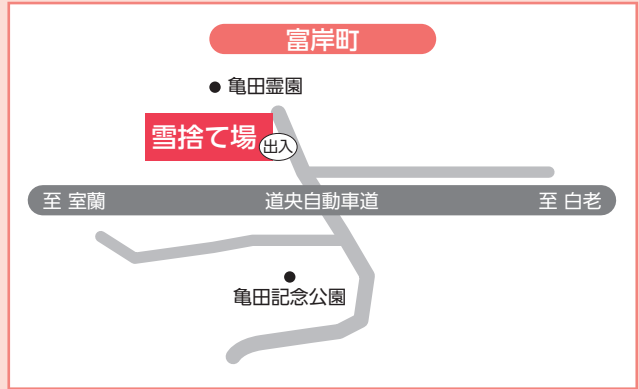 富岸町
亀田霊園
雪捨て場
出入
至 室蘭
道央自動車道
至 白老
亀田記念公園